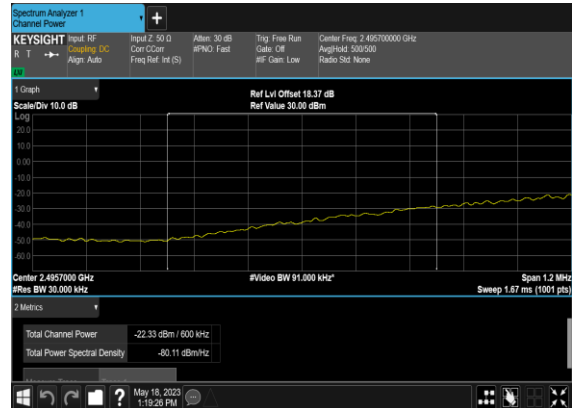 Spectrum Analyzer 1
Channel Power
+
KEYSIGHT Input: RF Input Z: 50 Ω Atten: 30 dB Trig: Free Run Center Freq: 2.495700000 GHz
R T Coupling: DC Corr CCorr #PNO: Fast Gate: Off Avg|Hold: 500/500
Align: Auto Freq Ref: Int (S) #IF Gain: Low Radio Std: None
LU
1 Graph
Ref Lvl Offset 18.37 dB
Scale/Div 10.0 dB Ref Value 30.00 dBm
Log
20.0
10.0
0.00
-10.0
-20.0
-30.0
-40.0
-50.0
-60.0
Center 2.4957000 GHz #Video BW 91.000 kHz* Span 1.2 MHz
#Res BW 30.000 kHz Sweep 1.67 ms (1001 pts)
2 Metrics
Total Channel Power -22.33 dBm / 600 kHz
Total Power Spectral Density -80.11 dBm/Hz
?
May 18, 2023
1:19:26 PM